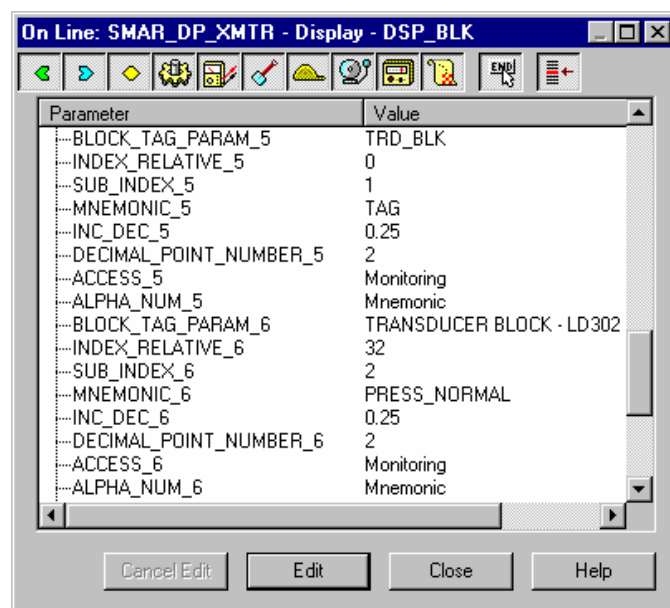 On Line: SMAR_DP_XMTR - Display - DSP_BLK
END
Parameter Value
BLOCK_TAG_PARAM_5 TRD_BLK
INDEX_RELATIVE_5 0
SUB_INDEX_5 1
MNEMONIC_5 TAG
INC_DEC_5 0.25
DECIMAL_POINT_NUMBER_5 2
ACCESS_5 Monitoring
ALPHA_NUM_5 Mnemonic
BLOCK_TAG_PARAM_6 TRANSDUCER BLOCK - LD302
INDEX_RELATIVE_6 32
SUB_INDEX_6 2
MNEMONIC_6 PRESS_NORMAL
INC_DEC_6 0.25
DECIMAL_POINT_NUMBER_6 2
ACCESS_6 Monitoring
ALPHA_NUM_6 Mnemonic
Cancel Edit Edit Close Help